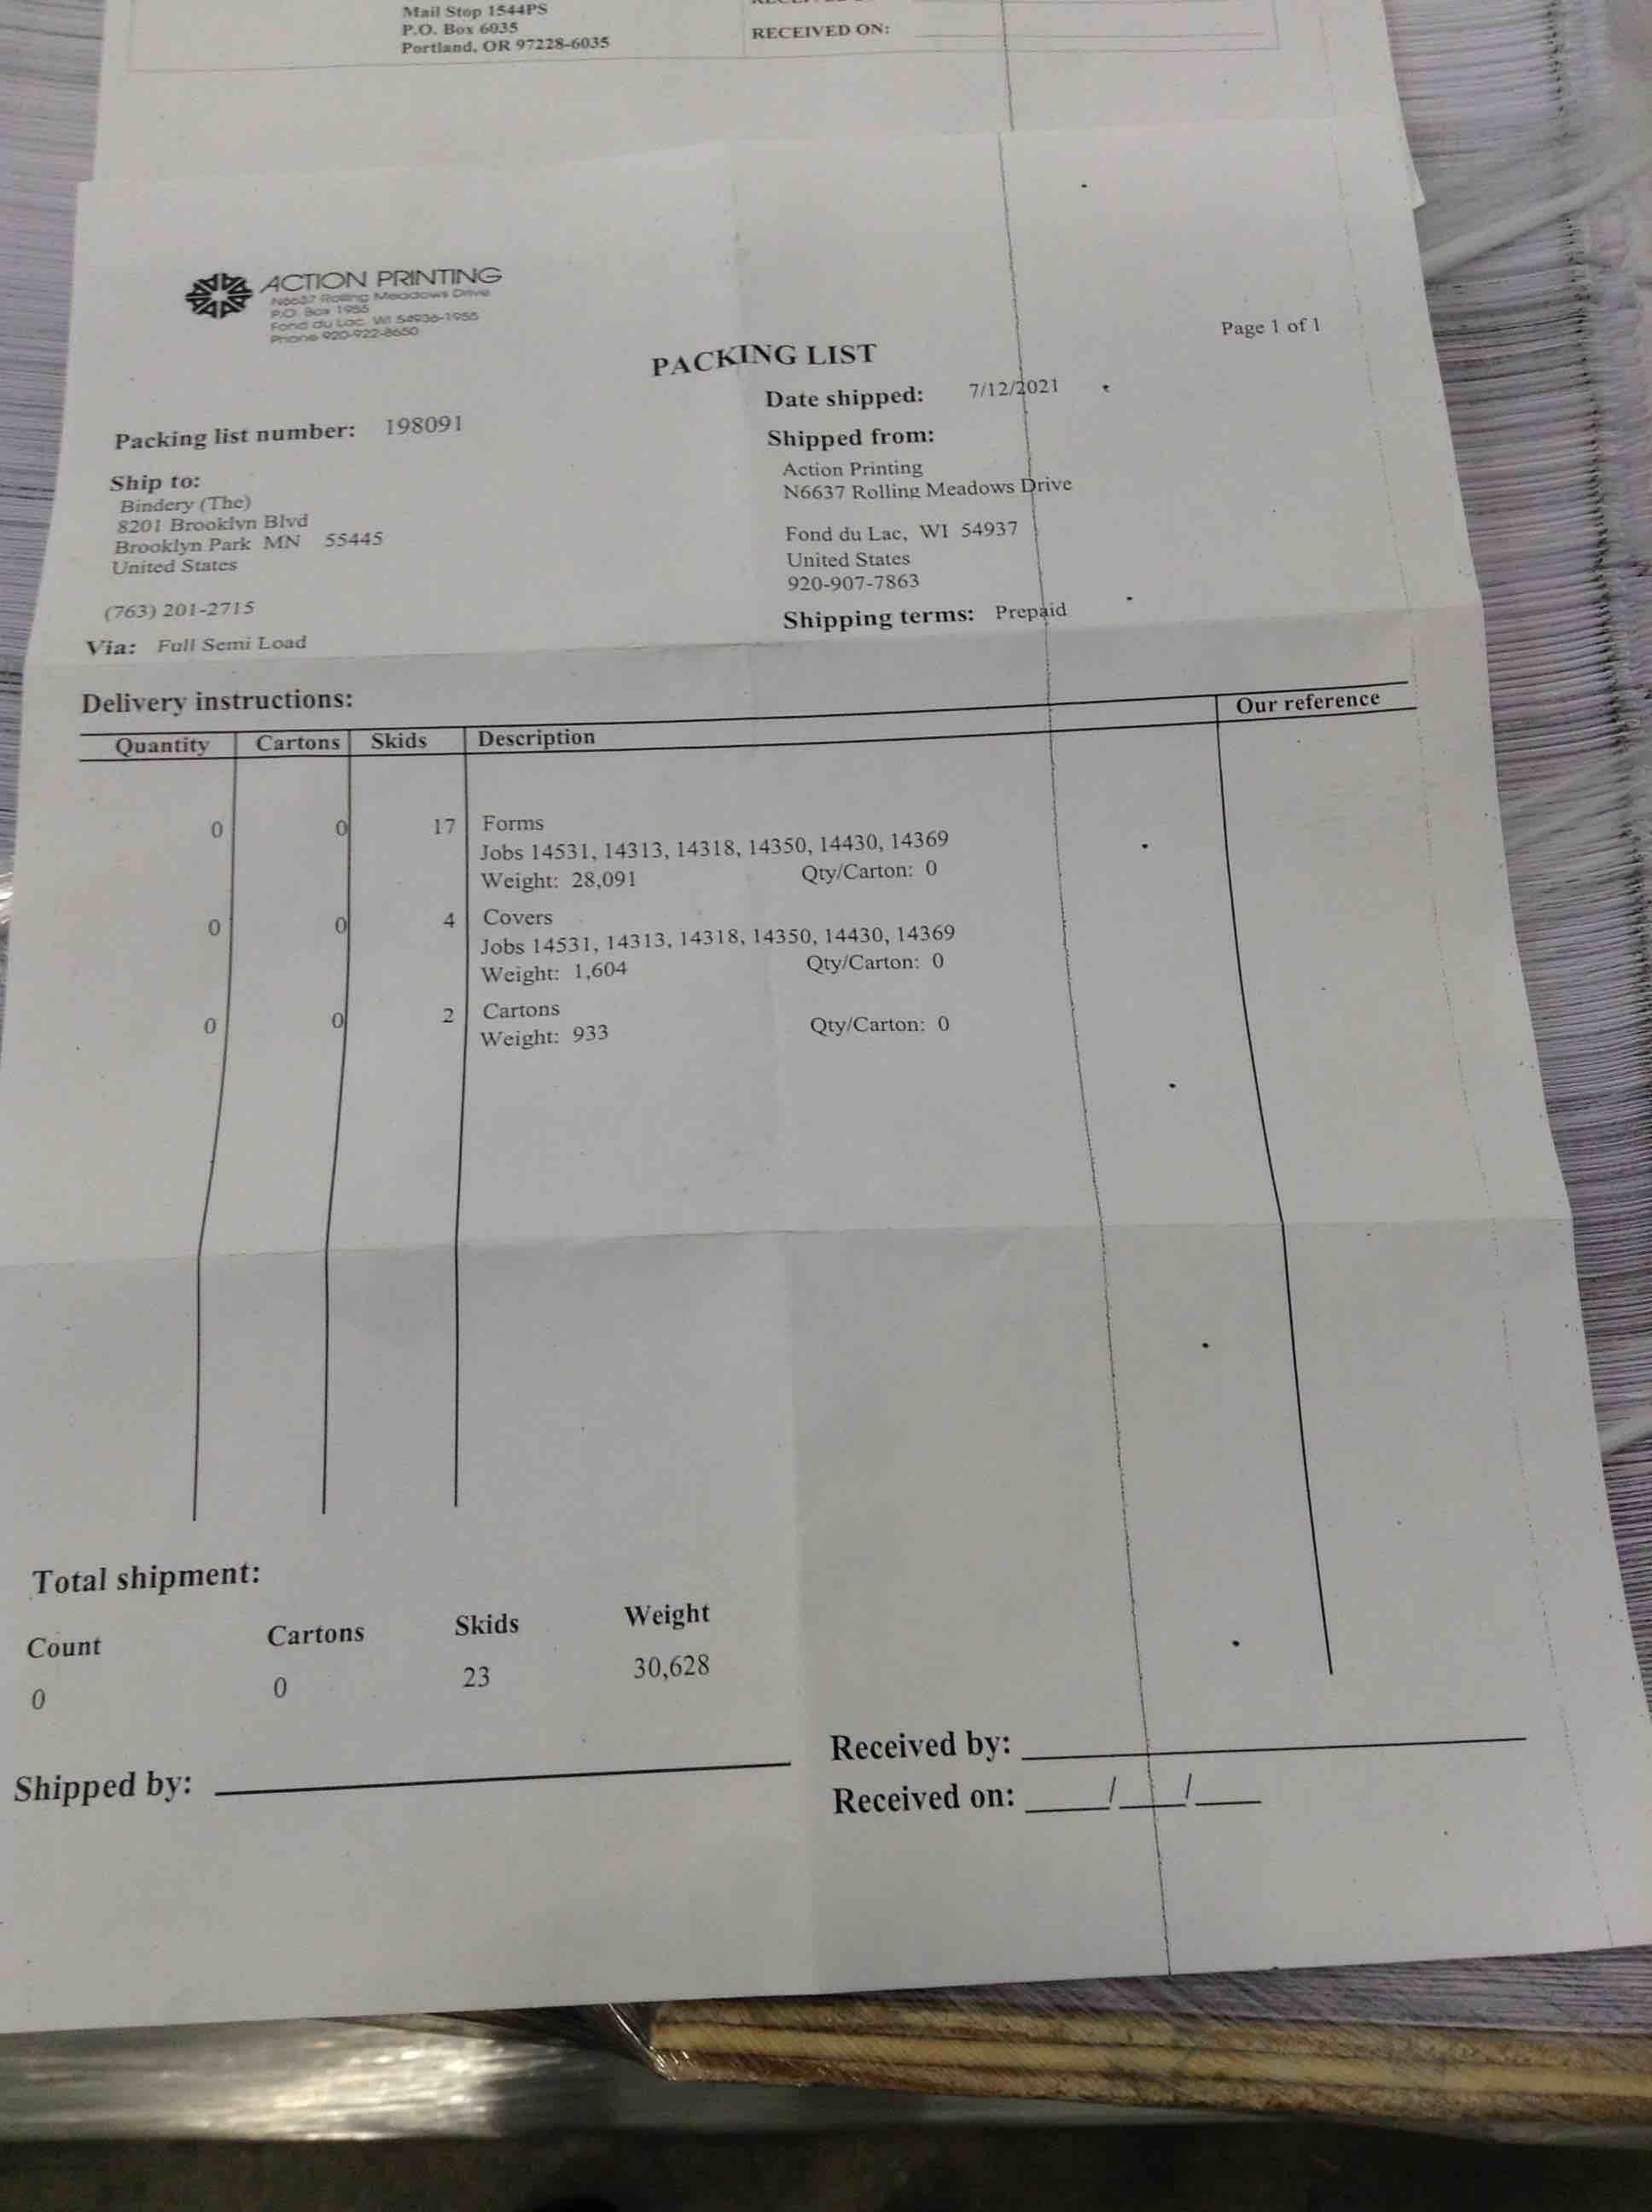 Mail Stop 1544PS
P.O. Box 6035
Portland, OR 97228-6035
RECEIVED ON:
ACTION PRINTING
N6637 Rolling Meadows Drive
P.O. Box 1955
Fond du Lac, WI 54936-1955
Phone 920-922-8650
Page 1 of 1
PACKING LIST
Date shipped: 7/12/2021
Packing list number: 198091
Shipped from:
Action Printing
N6637 Rolling Meadows Drive
Fond du Lac, WI 54937
United States
920-907-7863
Shipping terms: Prepaid
Ship to:
Bindery (The)
8201 Brooklyn Blvd
Brooklyn Park MN 55445
United States
(763) 201-2715
Via: Full Semi Load
Delivery instructions:
Quantity Cartons Skids Description Our reference
0 0 17 Forms
Jobs 14531, 14313, 14318, 14350, 14430, 14369
Weight: 28,091 Qty/Carton: 0
0 0 4 Covers
Jobs 14531, 14313, 14318, 14350, 14430, 14369
Weight: 1,604 Qty/Carton: 0
0 0 2 Cartons
Weight: 933 Qty/Carton: 0
Total shipment:
Count Cartons Skids Weight
0 0 23 30,628
Shipped by:
Received by:
Received on: / /